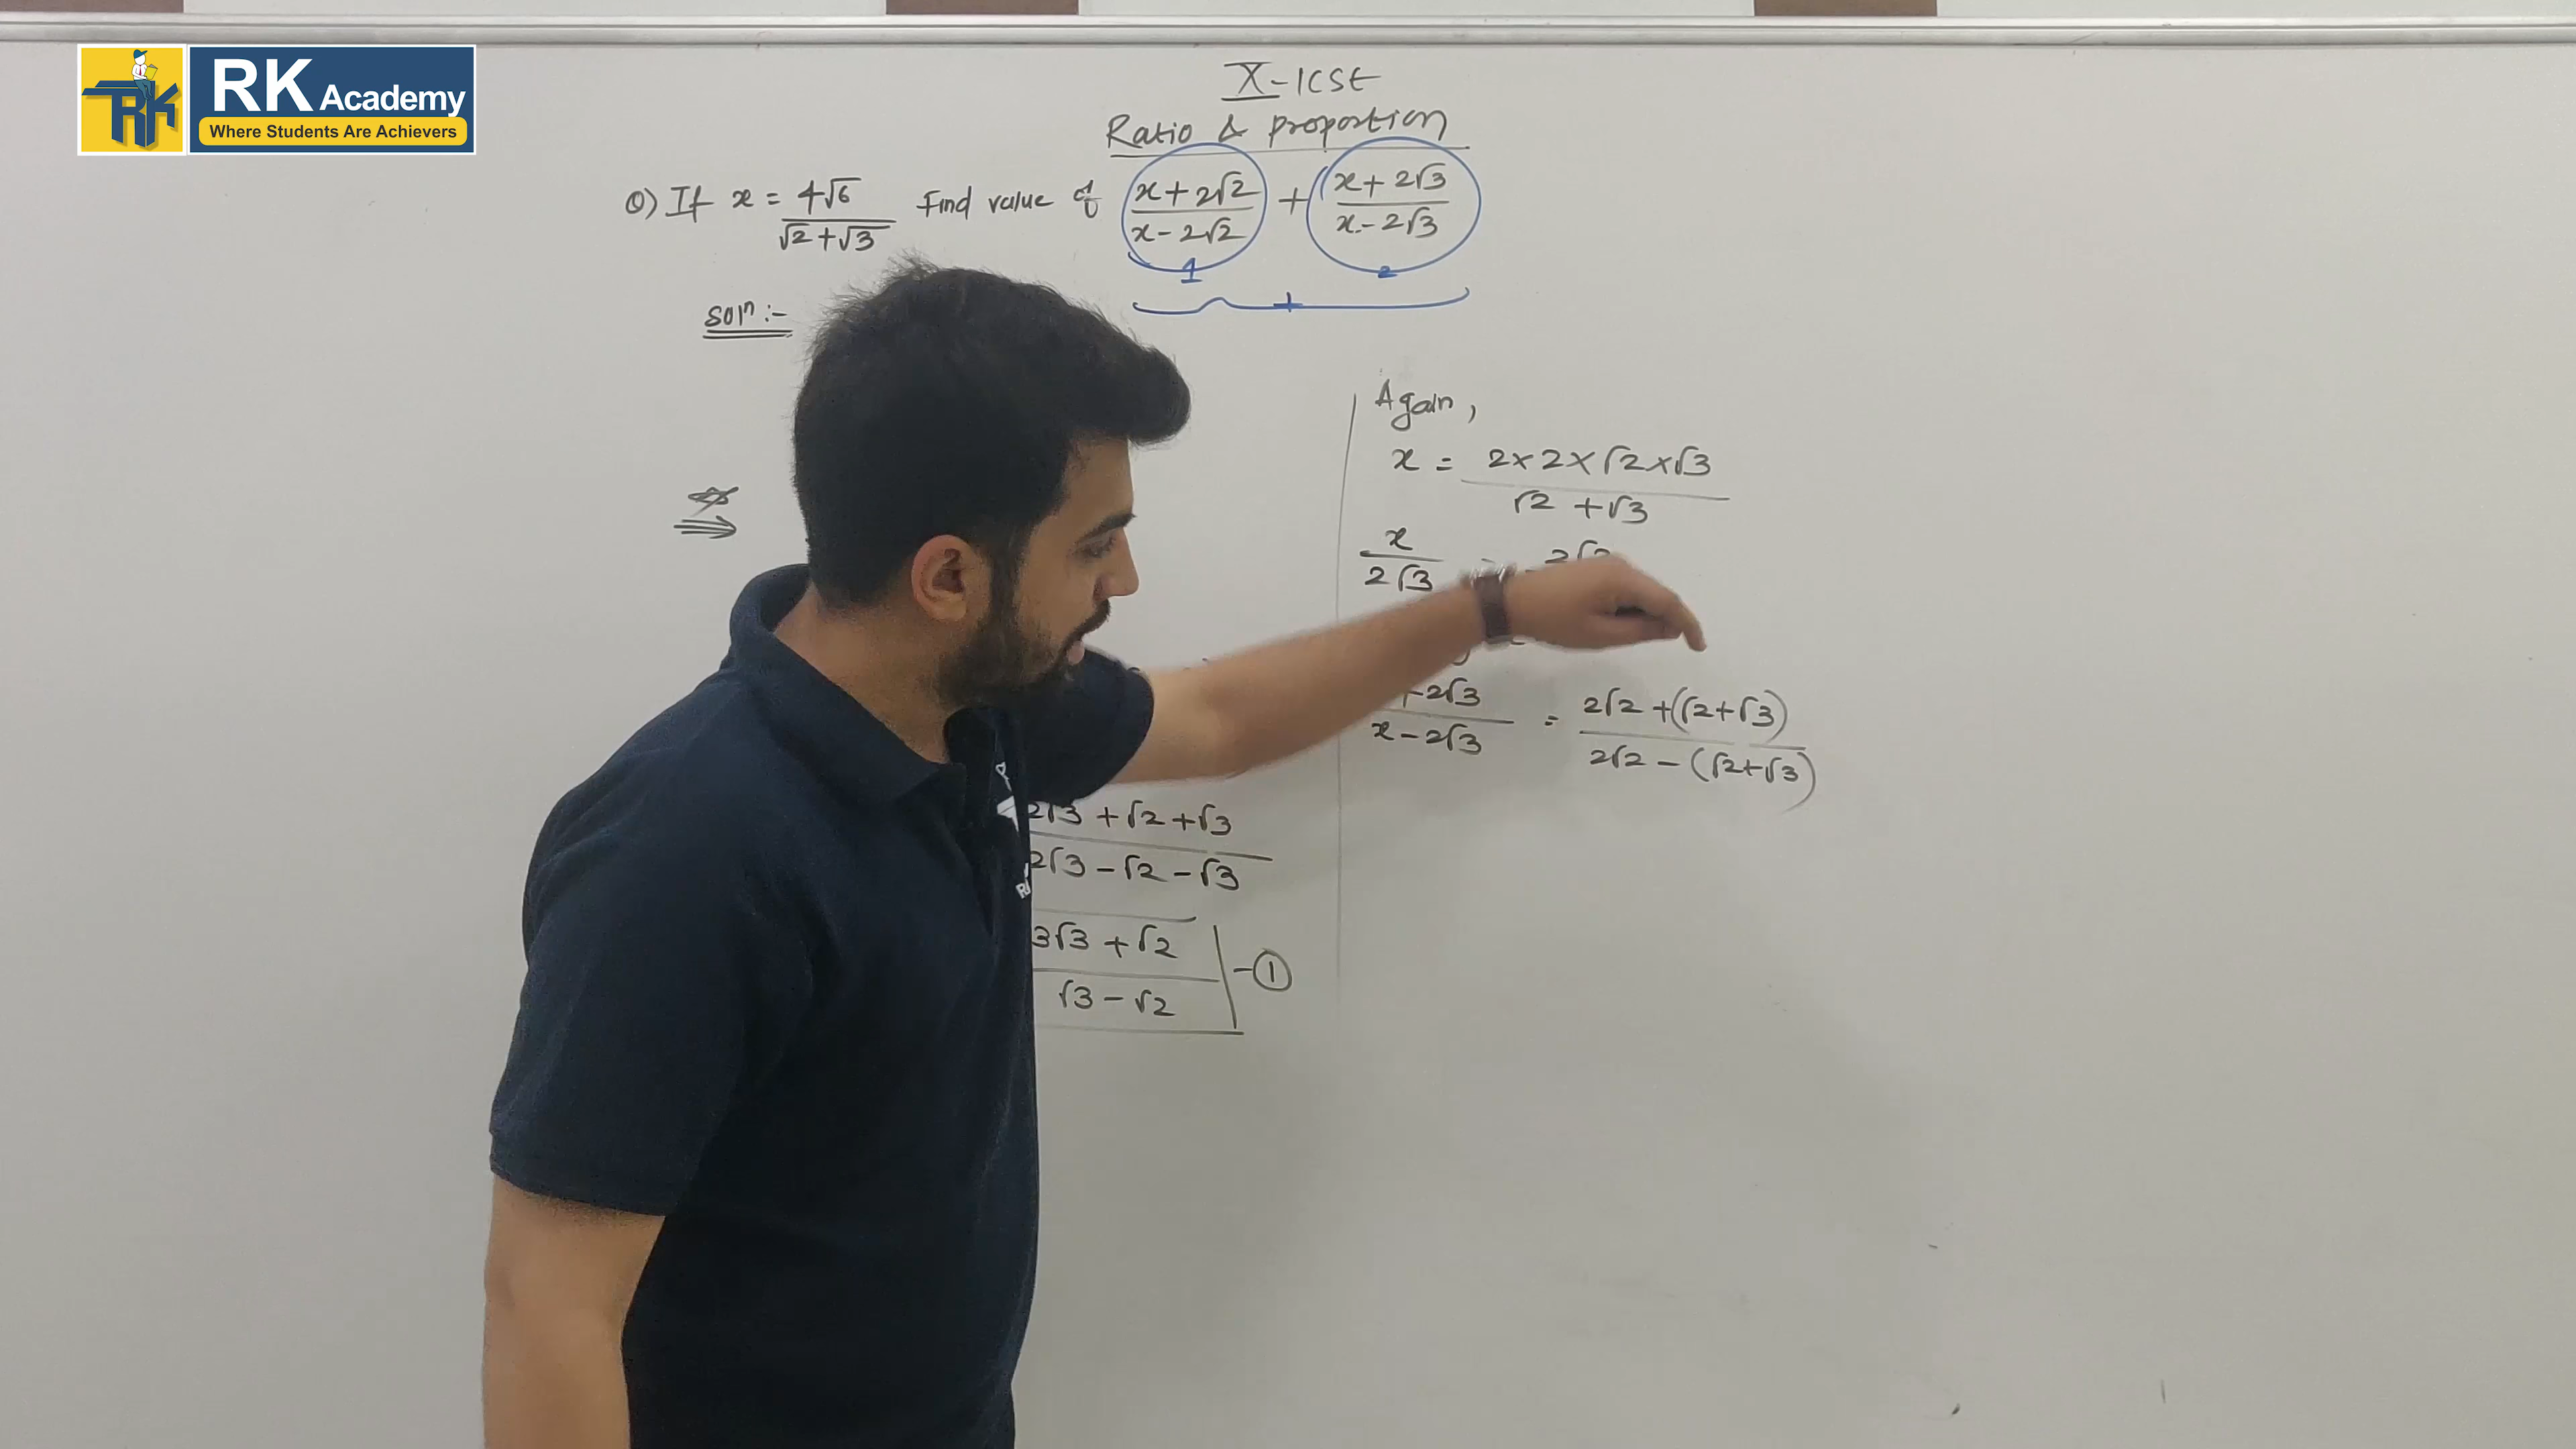 RK Academy
Where Students Are Achievers
X-ICSE
Ratio & proportion
Q) If x = 4√6 / √2+√3 Find value of x+2√2 / x-2√2 + x+2√3 / x-2√3
1 2
+
Soln :-
Again,
x = 2×2×√2×√3 / √2+√3
⇒
x / 2√3 =
+2√3 / x-2√3 = 2√2+(√2+√3) / 2√2-(√2+√3)
2√3+√2+√3
2√3-√2-√3
3√3+√2 / √3-√2 -①